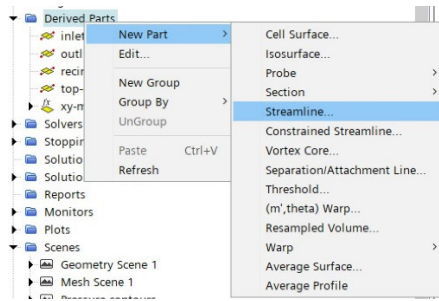 Derived Parts
inlet
outl
recir
top-
xy-m
Solvers
Stoppin
Solutio
Solutio
Reports
Monitors
Plots
Scenes
Geometry Scene 1
Mesh Scene 1
Pressure contours
New Part
Edit...
New Group
Group By
UnGroup
Paste Ctrl+V
Refresh
Cell Surface...
Isosurface...
Probe
Section
Streamline...
Constrained Streamline...
Vortex Core...
Separation/Attachment Line...
Threshold...
(m',theta) Warp...
Resampled Volume...
Warp
Average Surface...
Average Profile